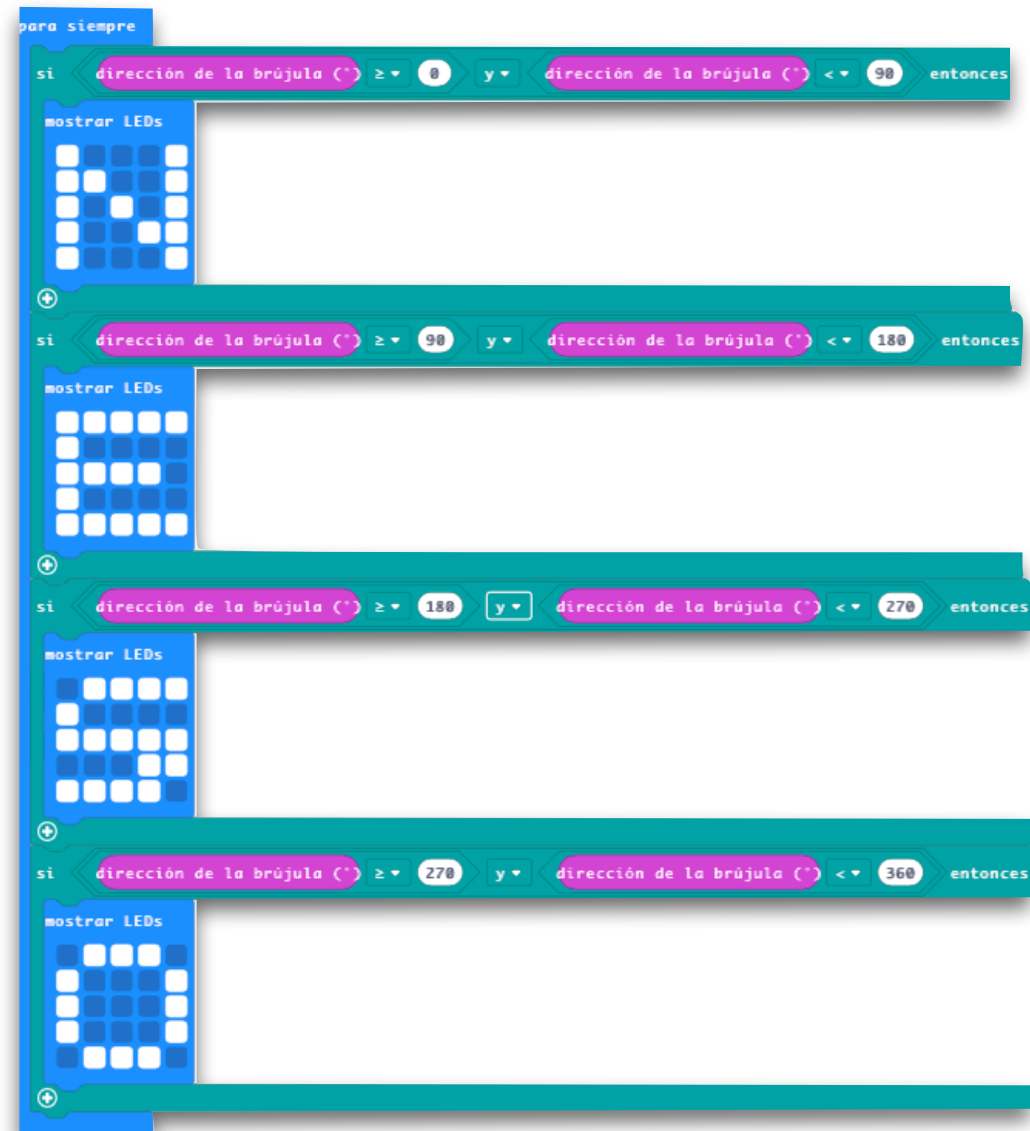 para siempre
si dirección de la brújula (°) ≥ 0 y dirección de la brújula (°) < 90 entonces
mostrar LEDs
si dirección de la brújula (°) ≥ 90 y dirección de la brújula (°) < 180 entonces
mostrar LEDs
si dirección de la brújula (°) ≥ 180 y dirección de la brújula (°) < 270 entonces
mostrar LEDs
si dirección de la brújula (°) ≥ 270 y dirección de la brújula (°) < 360 entonces
mostrar LEDs